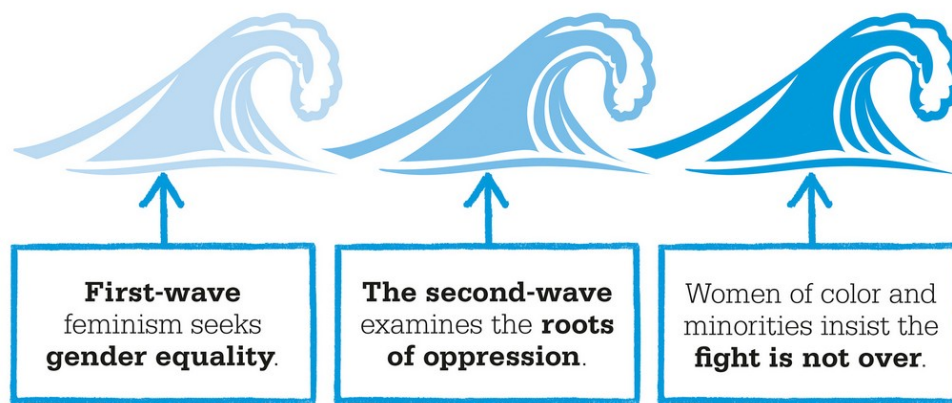 First-wave
feminism seeks
gender equality.
The second-wave
examines the roots
of oppression.
Women of color and
minorities insist the
fight is not over.